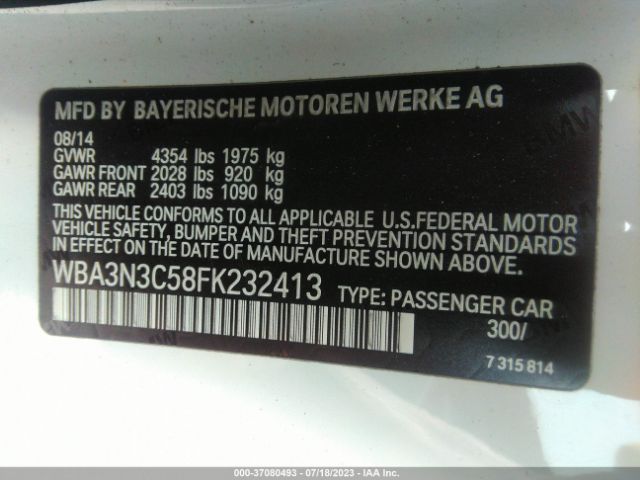 MFD BY BAYERISCHE MOTOREN WERKE AG
08/14
GVWR 4354 lbs 1975 kg
GAWR FRONT 2028 lbs 920 kg
GAWR REAR 2403 lbs 1090 kg
THIS VEHICLE CONFORMS TO ALL APPLICABLE U.S.FEDERAL MOTOR
VEHICLE SAFETY, BUMPER AND THEFT PREVENTION STANDARDS
IN EFFECT ON THE DATE OF MANUFACTURE SHOWN ABOVE.
WBA3N3C58FK232413 TYPE: PASSENGER CAR
300/
7 315 814
000-37080493 - 07/18/2023 - IAA Inc.